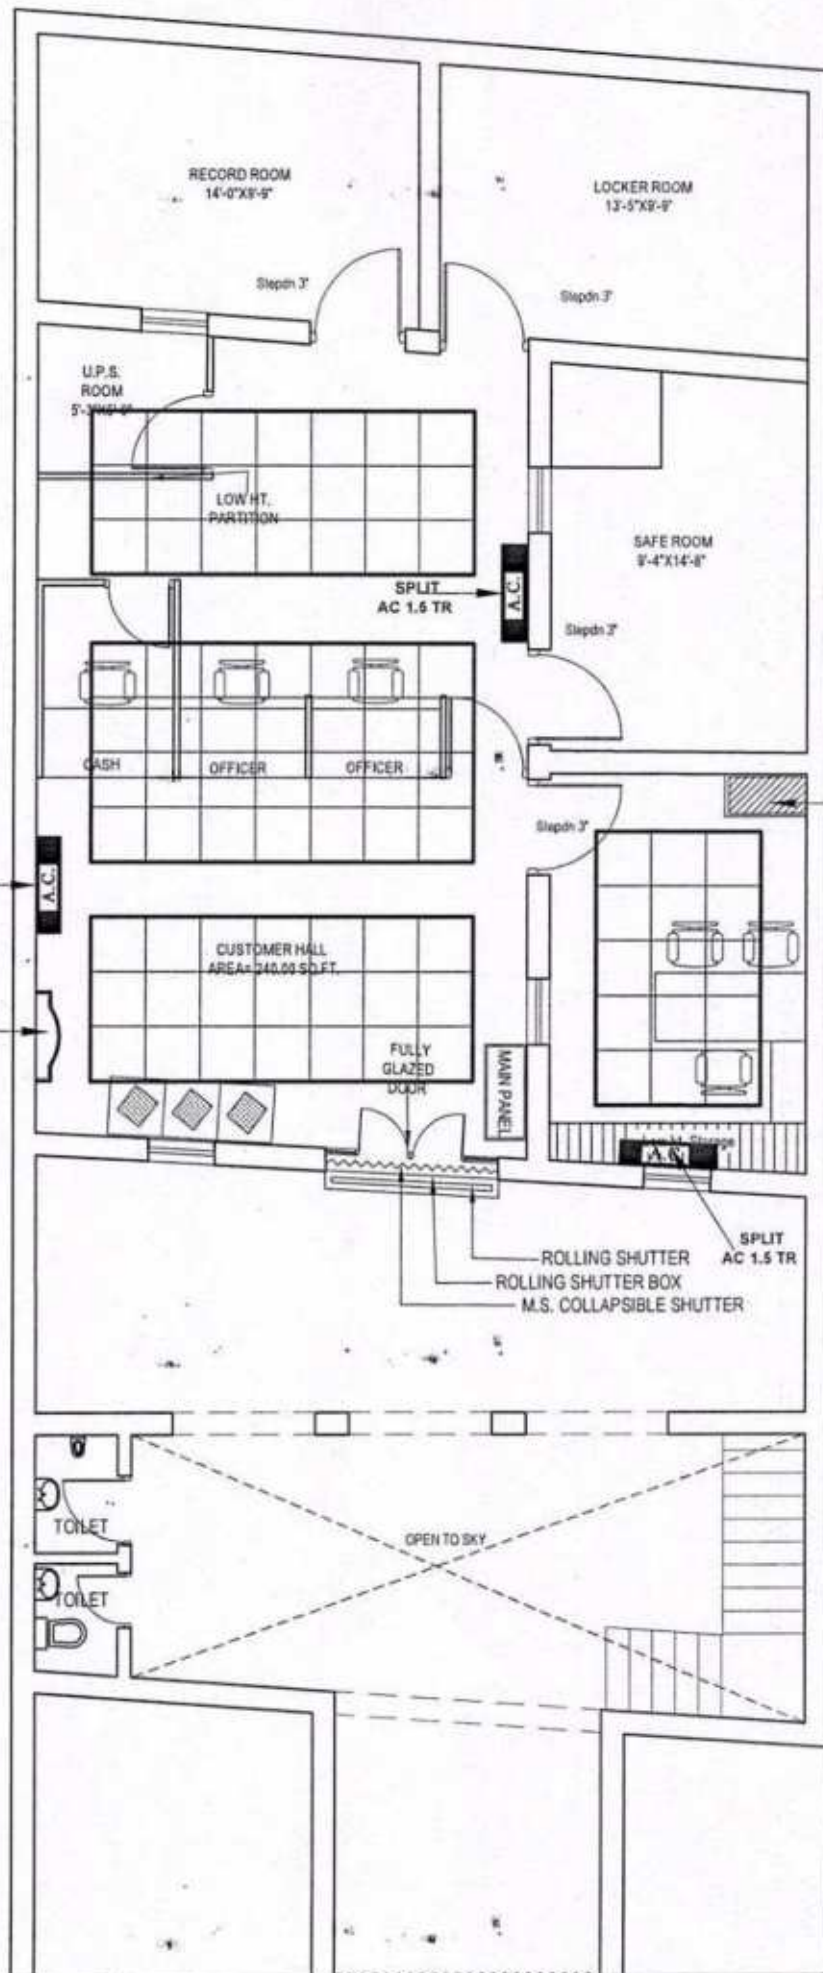 RECORD ROOM
14'-0"X9'-9"
LOCKER ROOM
13'-5"X9'-9"
Stepdn 3"
Stepdn 3"
U.P.S.
ROOM
LOW HT.
PARTITION
SAFE ROOM
9'-4"X14'-8"
SPLIT
AC 1.5 TR
A.C.
Stepdn 3"
CASH
OFFICER
OFFICER
Stepdn 3"
A.C.
CUSTOMER HALL
AREA= 240.00 SQ.FT.
FULLY
GLAZED
DOOR
MAIN PANEL
Storage
A.C.
SPLIT
AC 1.5 TR
ROLLING SHUTTER
ROLLING SHUTTER BOX
M.S. COLLAPSIBLE SHUTTER
TOILET
OPEN TO SKY
TOILET